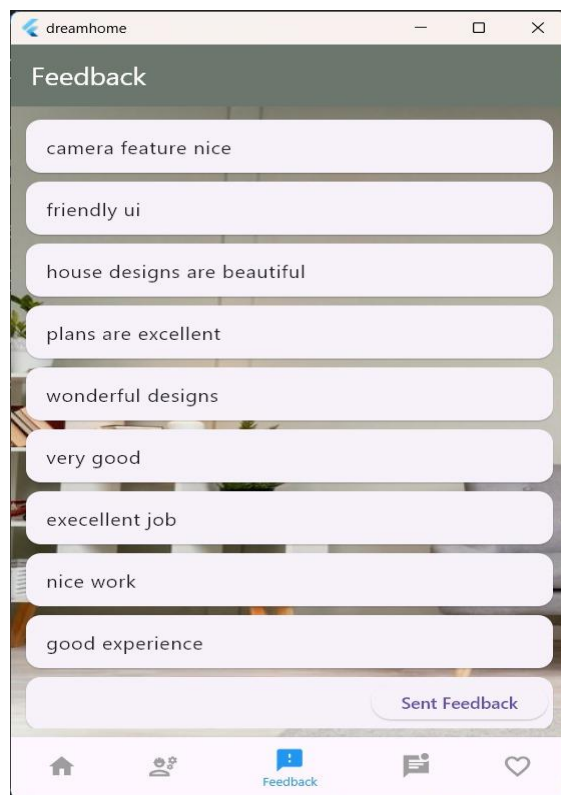 dreamhome
Feedback
camera feature nice
friendly ui
house designs are beautiful
plans are excellent
wonderful designs
very good
execellent job
nice work
good experience
Sent Feedback
Feedback